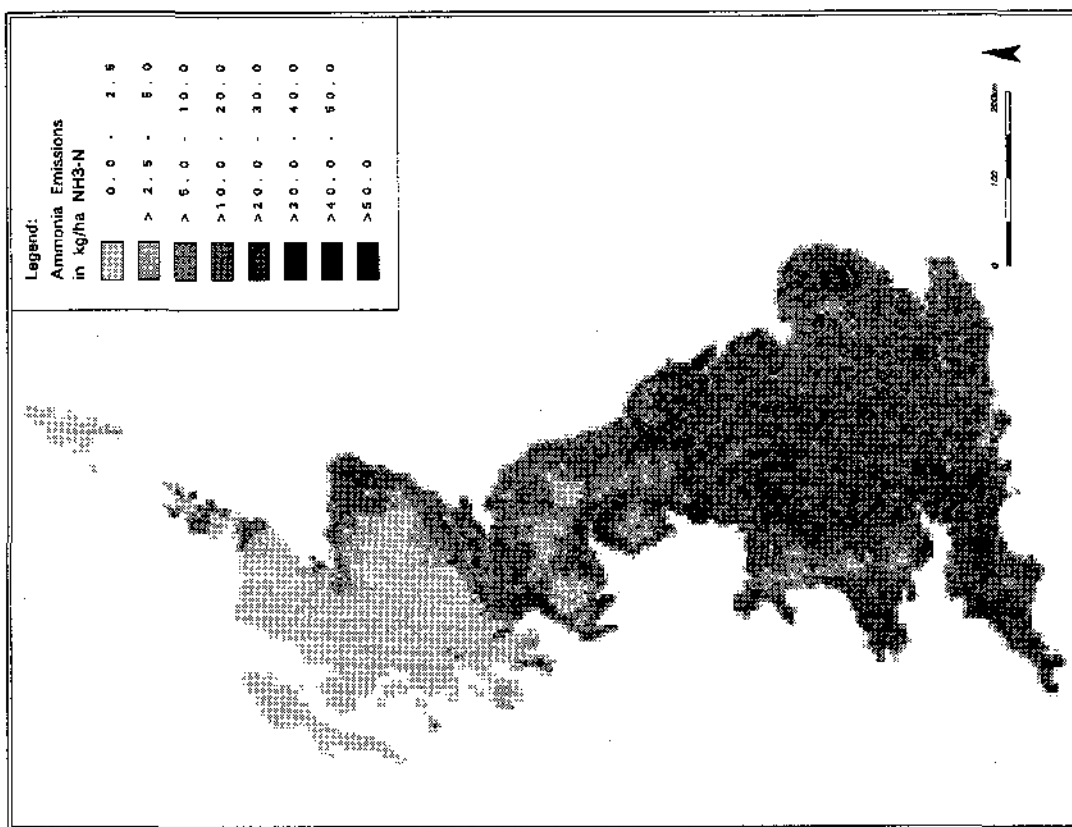 Legend:
Ammonia Emissions
in kg/ha NH3-N
0.0 - 2.5
> 2.5 - 5.0
> 5.0 - 10.0
>10.0 - 20.0
>20.0 - 30.0
>30.0 - 40.0
>40.0 - 50.0
>50.0
0 100 200km